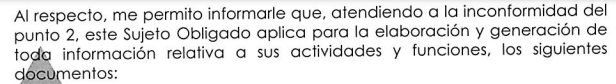 Al respecto, me permito informarle que, atendiendo a la inconformidad del
punto 2, este Sujeto Obligado aplica para la elaboración y generación de
toda información relativa a sus actividades y funciones, los siguientes
documentos: